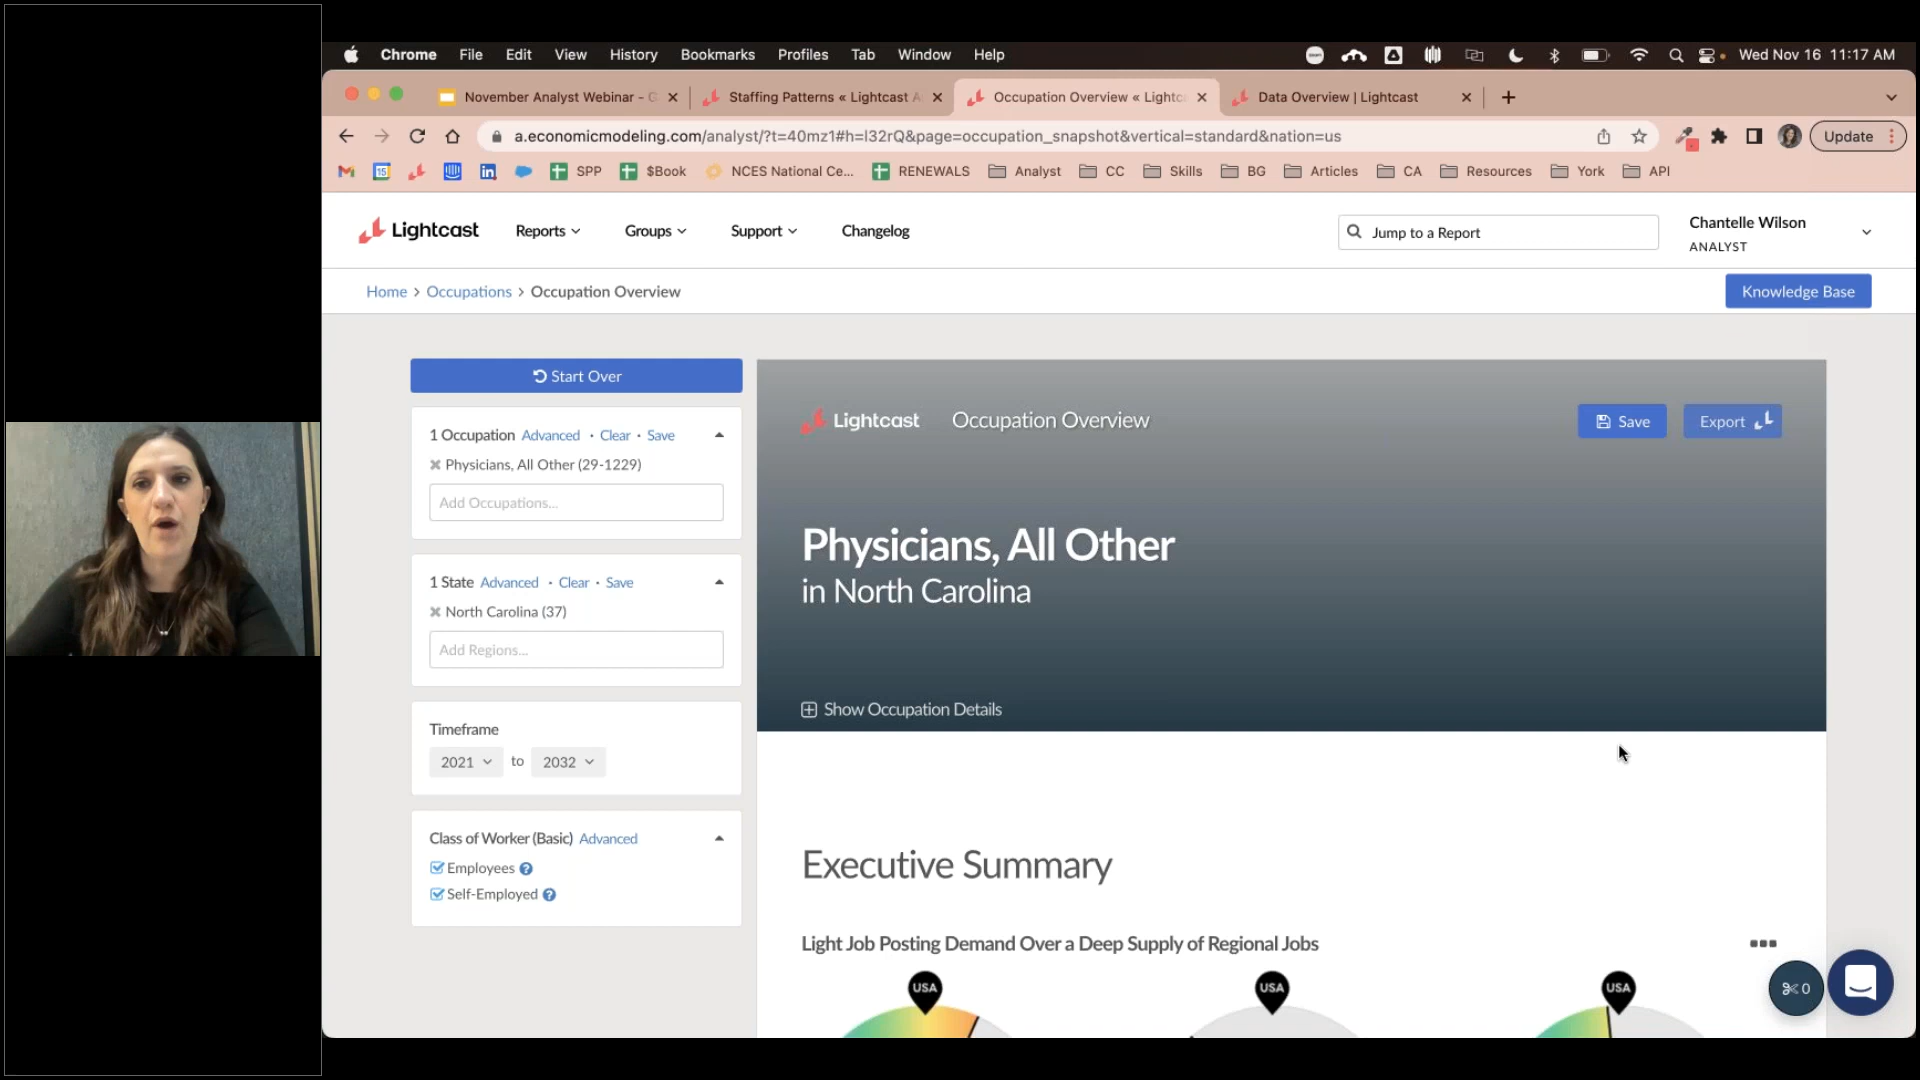 Chrome File Edit View History Bookmarks Profiles Tab Window Help Wed Nov 16 11:17 AM
November Analyst Webinar - G Staffing Patterns « Lightcast A Occupation Overview « Lightc Data Overview | Lightcast
a.economicmodeling.com/analyst/?t=40mz1#h=l32rQ&page=occupation_snapshot&vertical=standard&nation=us Update
15 SPP $Book NCES National Ce... RENEWALS Analyst CC Skills BG Articles CA Resources York API
Lightcast Reports Groups Support Changelog Jump to a Report Chantelle Wilson
ANALYST
Home > Occupations > Occupation Overview Knowledge Base
Start Over
1 Occupation Advanced · Clear · Save
Physicians, All Other (29-1229)
Add Occupations...
1 State Advanced · Clear · Save
North Carolina (37)
Add Regions...
Timeframe
2021 to 2032
Class of Worker (Basic) Advanced
Employees ?
Self-Employed ?
Lightcast Occupation Overview Save Export
Physicians, All Other
in North Carolina
Show Occupation Details
Executive Summary
Light Job Posting Demand Over a Deep Supply of Regional Jobs
USA USA USA
0